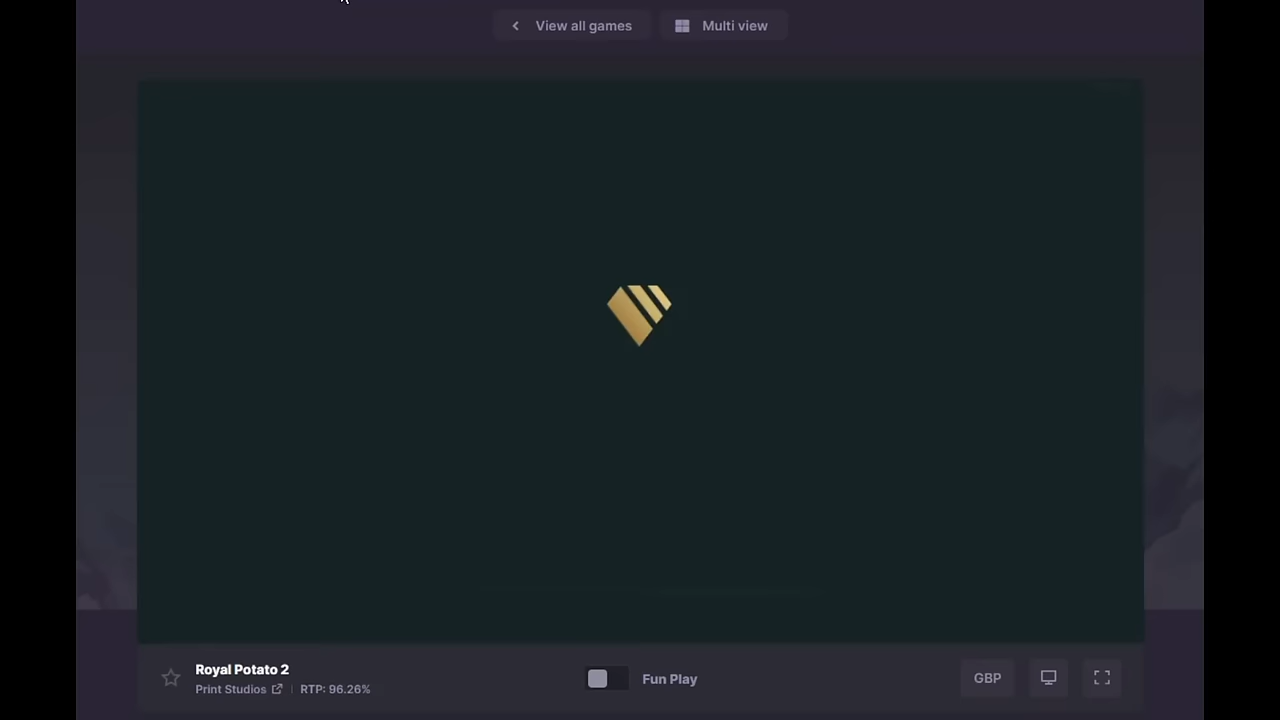 View all games
Multi view
Royal Potato 2
Print Studios
RTP: 96.26%
Fun Play
GBP